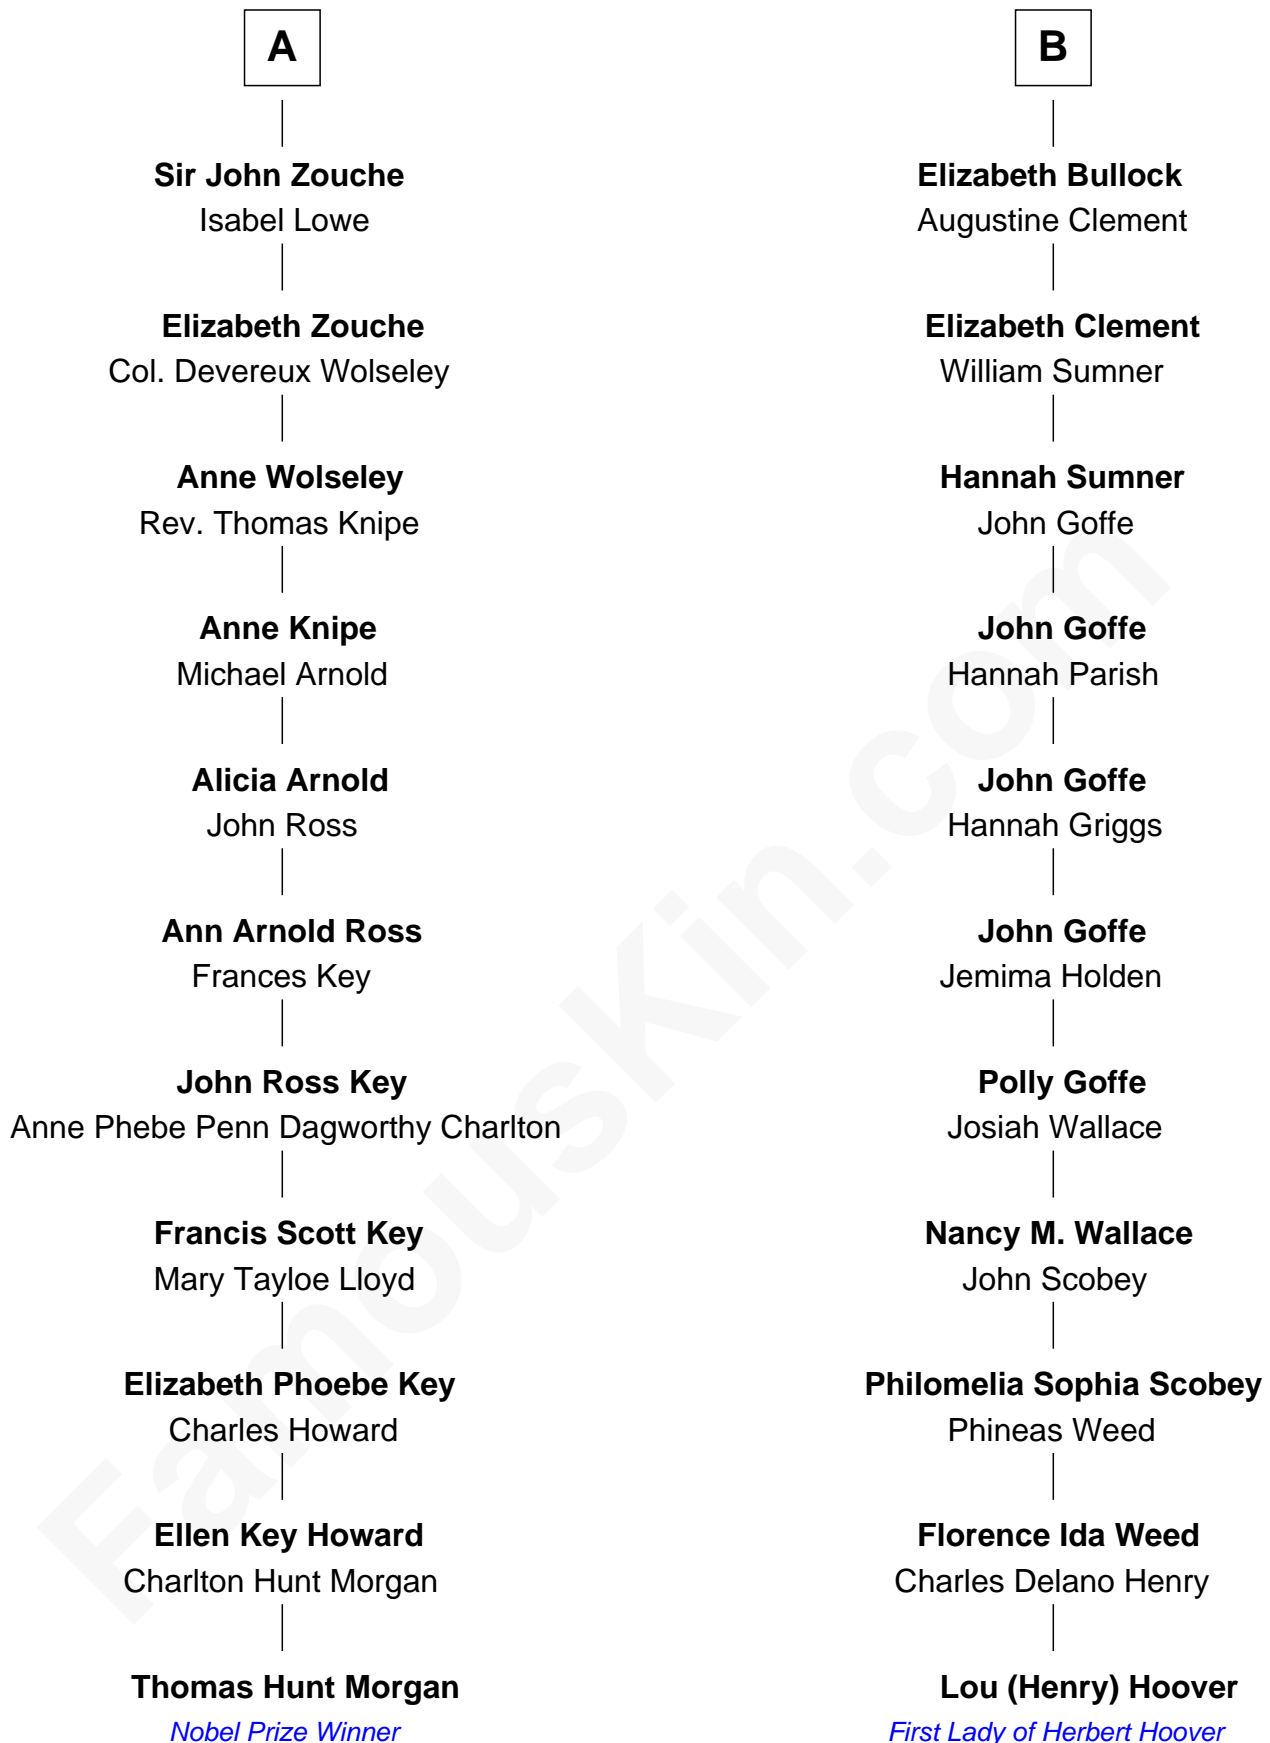 A
Sir John Zouche
Isabel Lowe
Elizabeth Zouche
Col. Devereux Wolseley
Anne Wolseley
Rev. Thomas Knipe
Anne Knipe
Michael Arnold
Alicia Arnold
John Ross
Ann Arnold Ross
Frances Key
John Ross Key
Anne Phebe Penn Dagworthy Charlton
Francis Scott Key
Mary Tayloe Lloyd
Elizabeth Phoebe Key
Charles Howard
Ellen Key Howard
Charlton Hunt Morgan
Thomas Hunt Morgan
Nobel Prize Winner
B
Elizabeth Bullock
Augustine Clement
Elizabeth Clement
William Sumner
Hannah Sumner
John Goffe
John Goffe
Hannah Parish
John Goffe
Hannah Griggs
John Goffe
Jemima Holden
Polly Goffe
Josiah Wallace
Nancy M. Wallace
John Scobey
Philomelia Sophia Scobey
Phineas Weed
Florence Ida Weed
Charles Delano Henry
Lou (Henry) Hoover
First Lady of Herbert Hoover
FamousKin.com